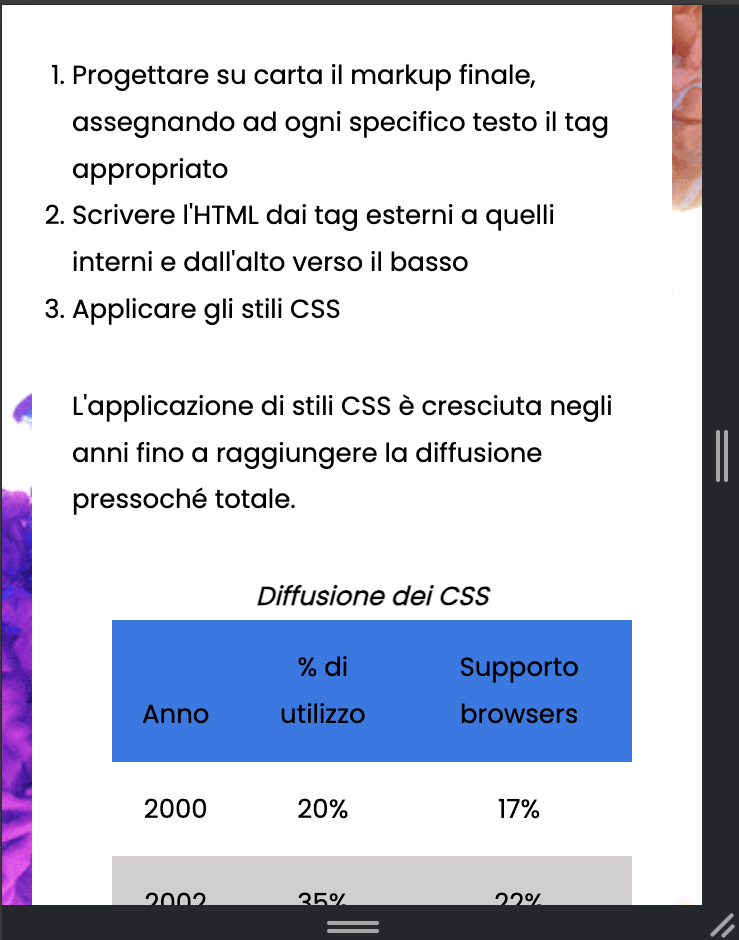 1. Progettare su carta il markup finale,
assegnando ad ogni specifico testo il tag
appropriato
2. Scrivere l'HTML dai tag esterni a quelli
interni e dall'alto verso il basso
3. Applicare gli stili CSS
L'applicazione di stili CSS è cresciuta negli
anni fino a raggiungere la diffusione
pressoché totale.
Diffusione dei CSS
% di Supporto
Anno utilizzo browsers
2000 20% 17%
2002 35% 22%